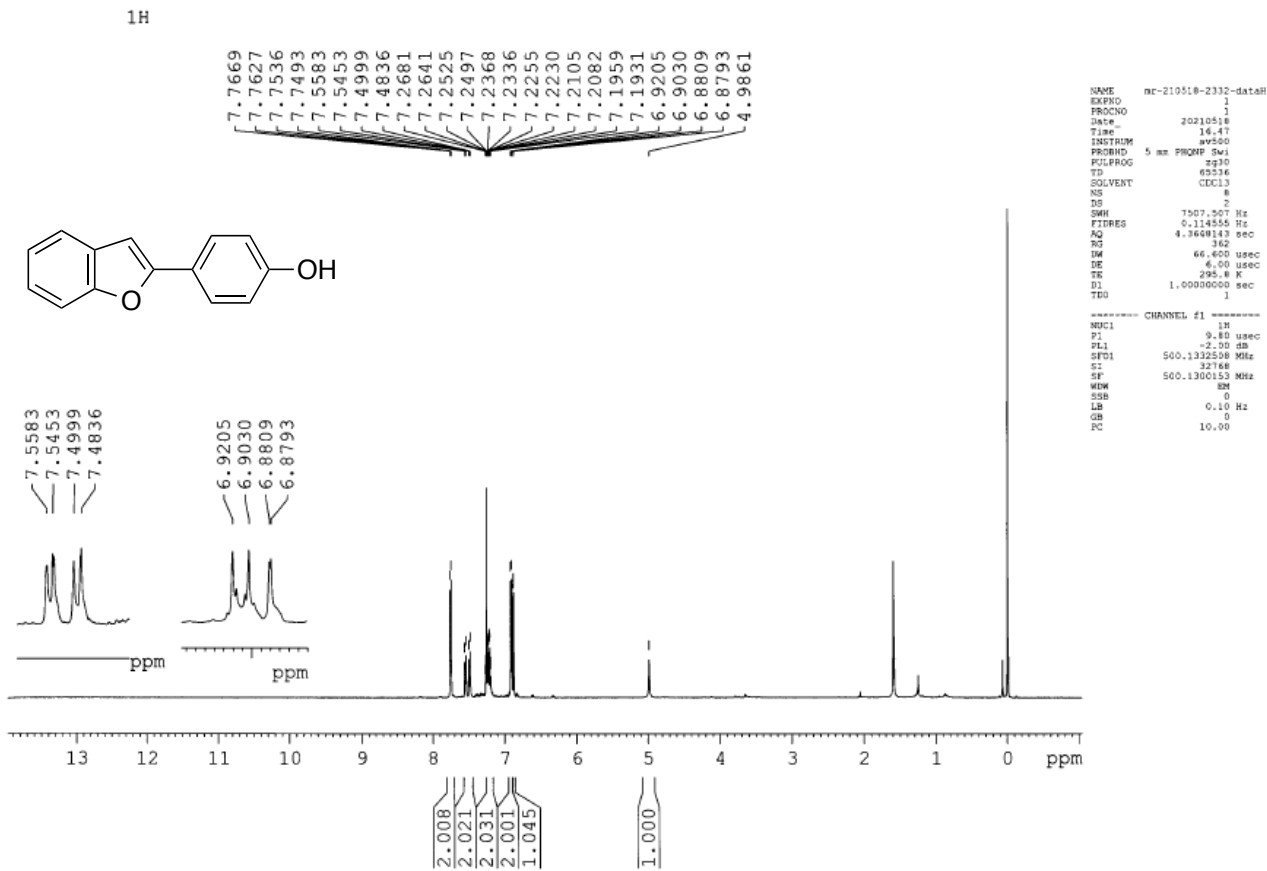 1H
7.7669
7.7627
7.7536
7.7493
7.5583
7.5453
7.4999
7.4836
7.2681
7.2641
7.2525
7.2497
7.2368
7.2336
7.2255
7.2230
7.2105
7.2082
7.1959
7.1931
6.9205
6.9030
6.8809
6.8793
4.9861
NAME mr-210518-2332-dataH
EXPNO 1
PROCNO 1
Date_ 20210518
Time 16.47
INSTRUM av500
PROBHD 5 mm PHQNP Swi
PULPROG zg30
TD 65536
SOLVENT CDCl3
NS 8
DS 2
SWH 7507.507 Hz
FIDRES 0.114555 Hz
AQ 4.3648143 sec
RG 362
DW 66.600 usec
DE 6.00 usec
TE 295.8 K
D1 1.00000000 sec
TD0 1
======== CHANNEL f1 ========
NUC1 1H
P1 9.80 usec
PL1 -2.00 dB
SFO1 500.1332508 MHz
SI 32768
SF 500.1300153 MHz
WDW EM
SSB 0
LB 0.10 Hz
GB 0
PC 10.00
O
OH
7.5583
7.5453
7.4999
7.4836
ppm
6.9205
6.9030
6.8809
6.8793
ppm
13 12 11 10 9 8 7 6 5 4 3 2 1 0 ppm
2.008
2.021
2.031
2.001
1.045
1.000